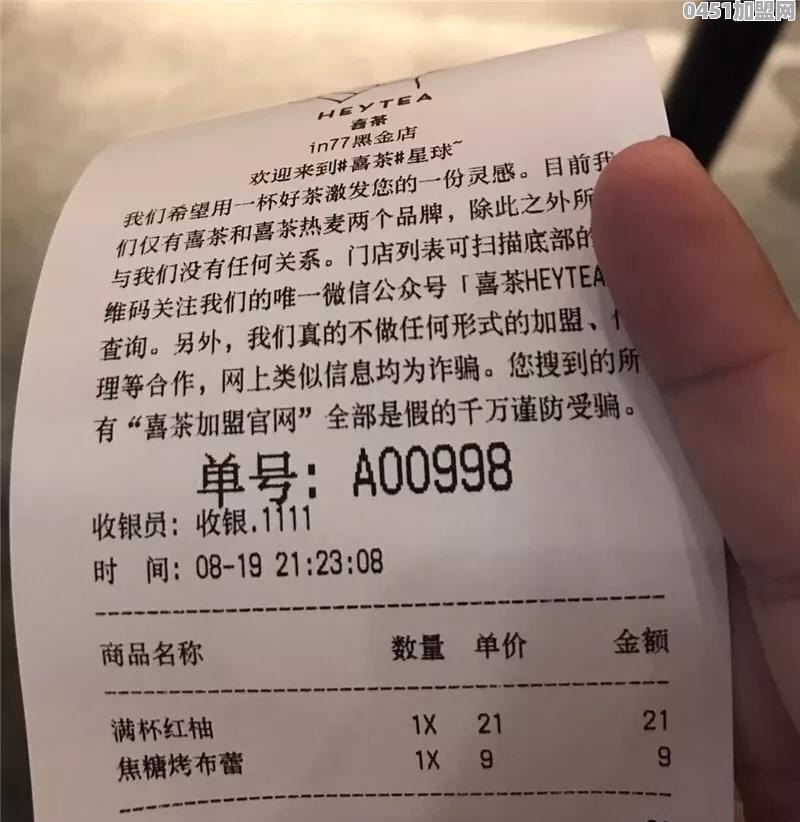 0451加盟网
HEYTEA
喜茶
in77黑金店
欢迎来到#喜茶#星球~
我们希望用一杯好茶激发您的一份灵感。目前我
们仅有喜茶和喜茶热麦两个品牌，除此之外所
与我们没有任何关系。门店列表可扫描底部的
维码关注我们的唯一微信公众号「喜茶HEYTEA
查询。另外，我们真的不做任何形式的加盟、
理等合作，网上类似信息均为诈骗。您搜到的所
有“喜茶加盟官网”全部是假的千万谨防受骗。
单号：A00998
收银员：收银.1111
时 间：08-19 21:23:08
商品名称 数量 单价 金额
满杯红柚 1X 21 21
焦糖烤布蕾 1X 9 9